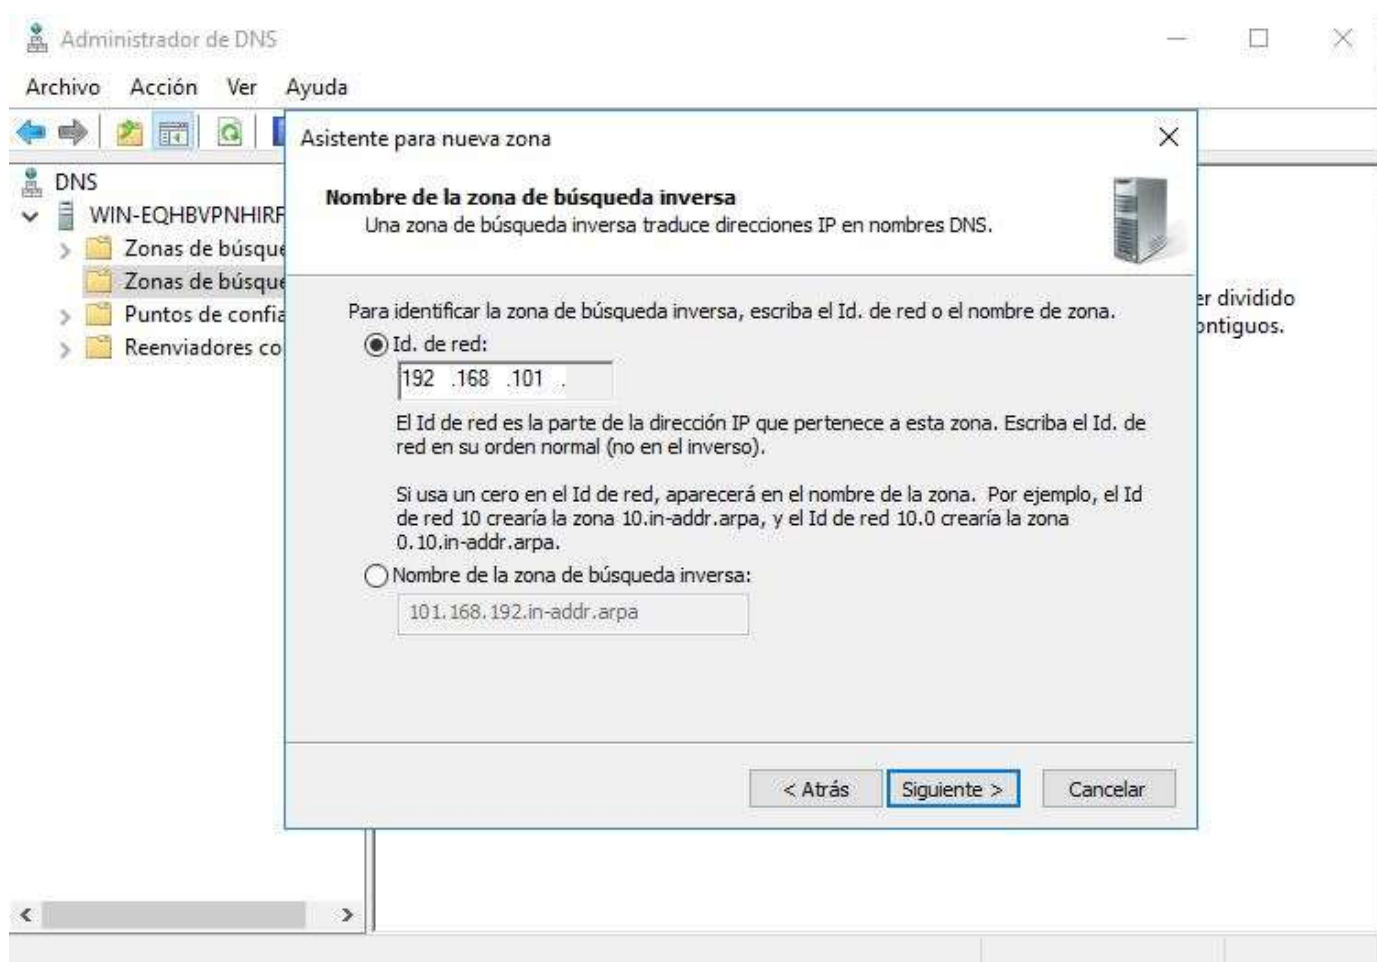 Administrador de DNS
Archivo Acción Ver Ayuda
Asistente para nueva zona
DNS
WIN-EQHBVPNHIRF
Zonas de búsque
Zonas de búsque
Puntos de confia
Reenviadores co
Nombre de la zona de búsqueda inversa
Una zona de búsqueda inversa traduce direcciones IP en nombres DNS.
Para identificar la zona de búsqueda inversa, escriba el Id. de red o el nombre de zona.
Id. de red:
192 .168 .101 .
El Id de red es la parte de la dirección IP que pertenece a esta zona. Escriba el Id. de
red en su orden normal (no en el inverso).
Si usa un cero en el Id de red, aparecerá en el nombre de la zona. Por ejemplo, el Id
de red 10 crearía la zona 10.in-addr.arpa, y el Id de red 10.0 crearía la zona
0.10.in-addr.arpa.
Nombre de la zona de búsqueda inversa:
101.168.192.in-addr.arpa
< Atrás Siguiente > Cancelar
er dividido
ontiguos.